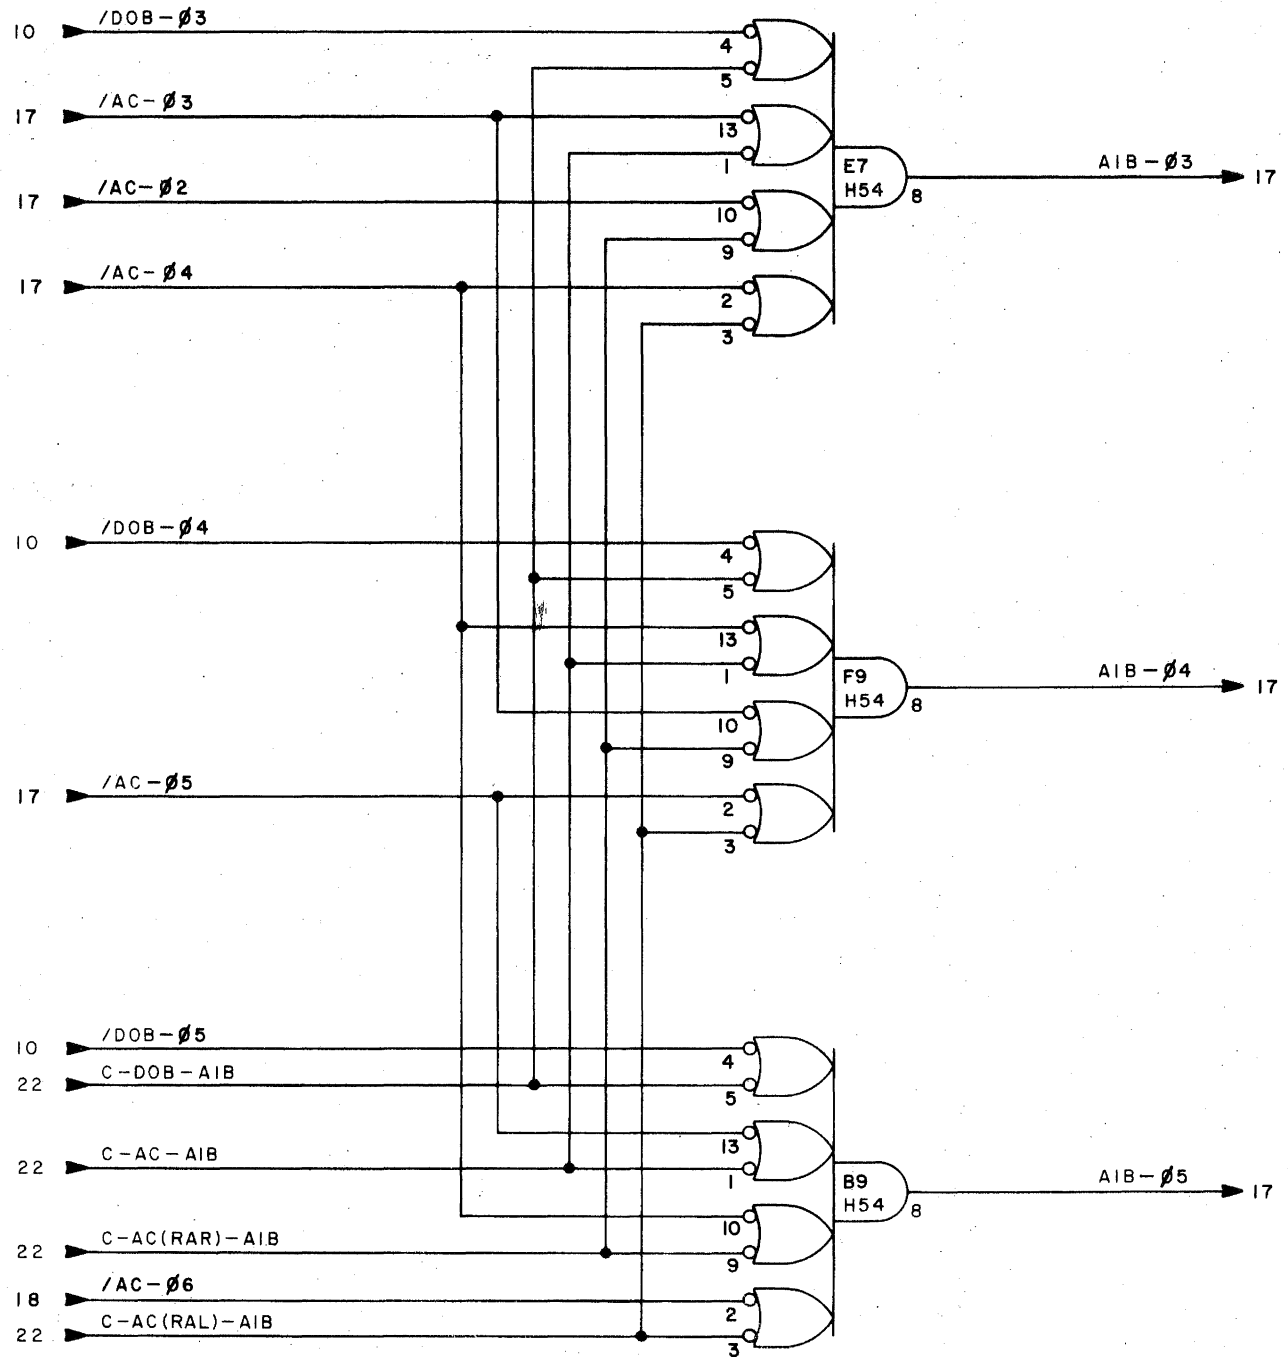 10 /DOB-Ø3
4
5
17 /AC-Ø3
13
1
E7
H54
8
AIB-Ø3 17
17 /AC-Ø2
10
9
17 /AC-Ø4
2
3
10 /DOB-Ø4
4
5
13
1
F9
H54
8
AIB-Ø4 17
10
9
17 /AC-Ø5
2
3
10 /DOB-Ø5
4
22 C-DOB-AIB
5
13
22 C-AC-AIB
1
B9
H54
8
AIB-Ø5 17
10
22 C-AC(RAR)-AIB
9
18 /AC-Ø6
2
22 C-AC(RAL)-AIB
3